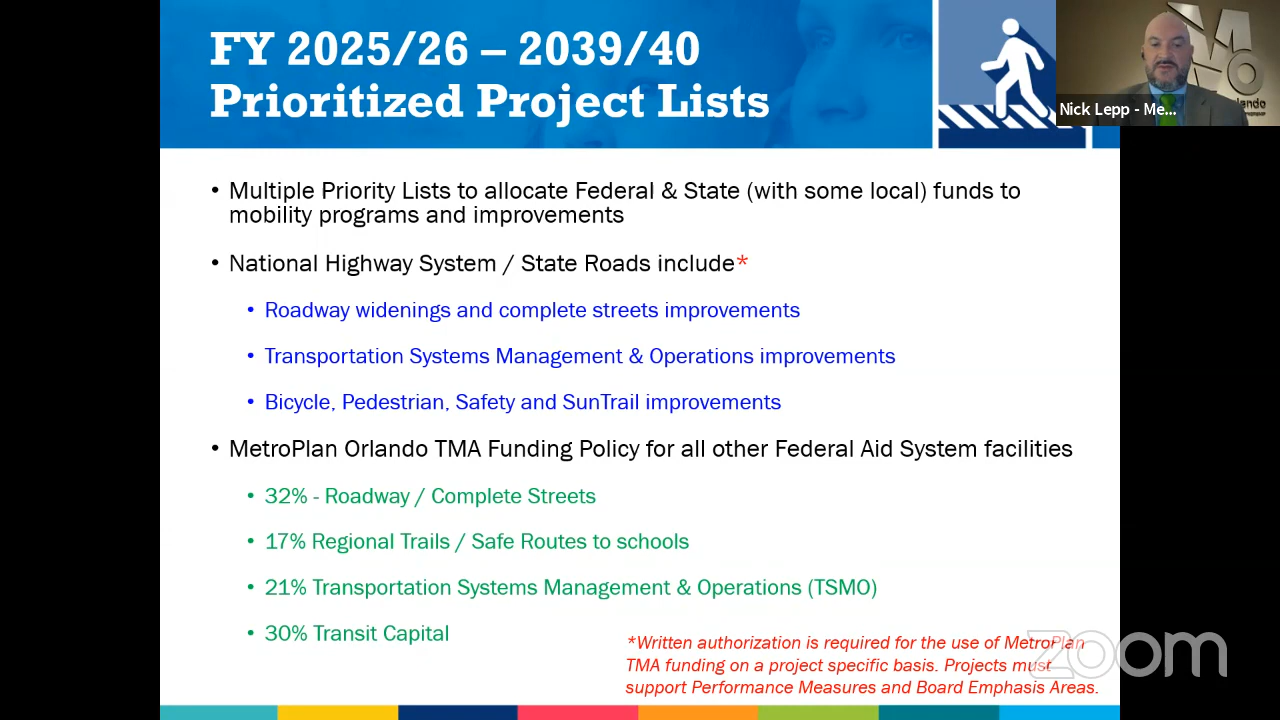 FY 2025/26 – 2039/40
Prioritized Project Lists
Nick Lepp - Me...
rlando
• Multiple Priority Lists to allocate Federal & State (with some local) funds to
mobility programs and improvements
• National Highway System / State Roads include*
• Roadway widenings and complete streets improvements
• Transportation Systems Management & Operations improvements
• Bicycle, Pedestrian, Safety and SunTrail improvements
• MetroPlan Orlando TMA Funding Policy for all other Federal Aid System facilities
• 32% - Roadway / Complete Streets
• 17% Regional Trails / Safe Routes to schools
• 21% Transportation Systems Management & Operations (TSMO)
• 30% Transit Capital
*Written authorization is required for the use of MetroPlan
TMA funding on a project specific basis. Projects must
support Performance Measures and Board Emphasis Areas.
zoom